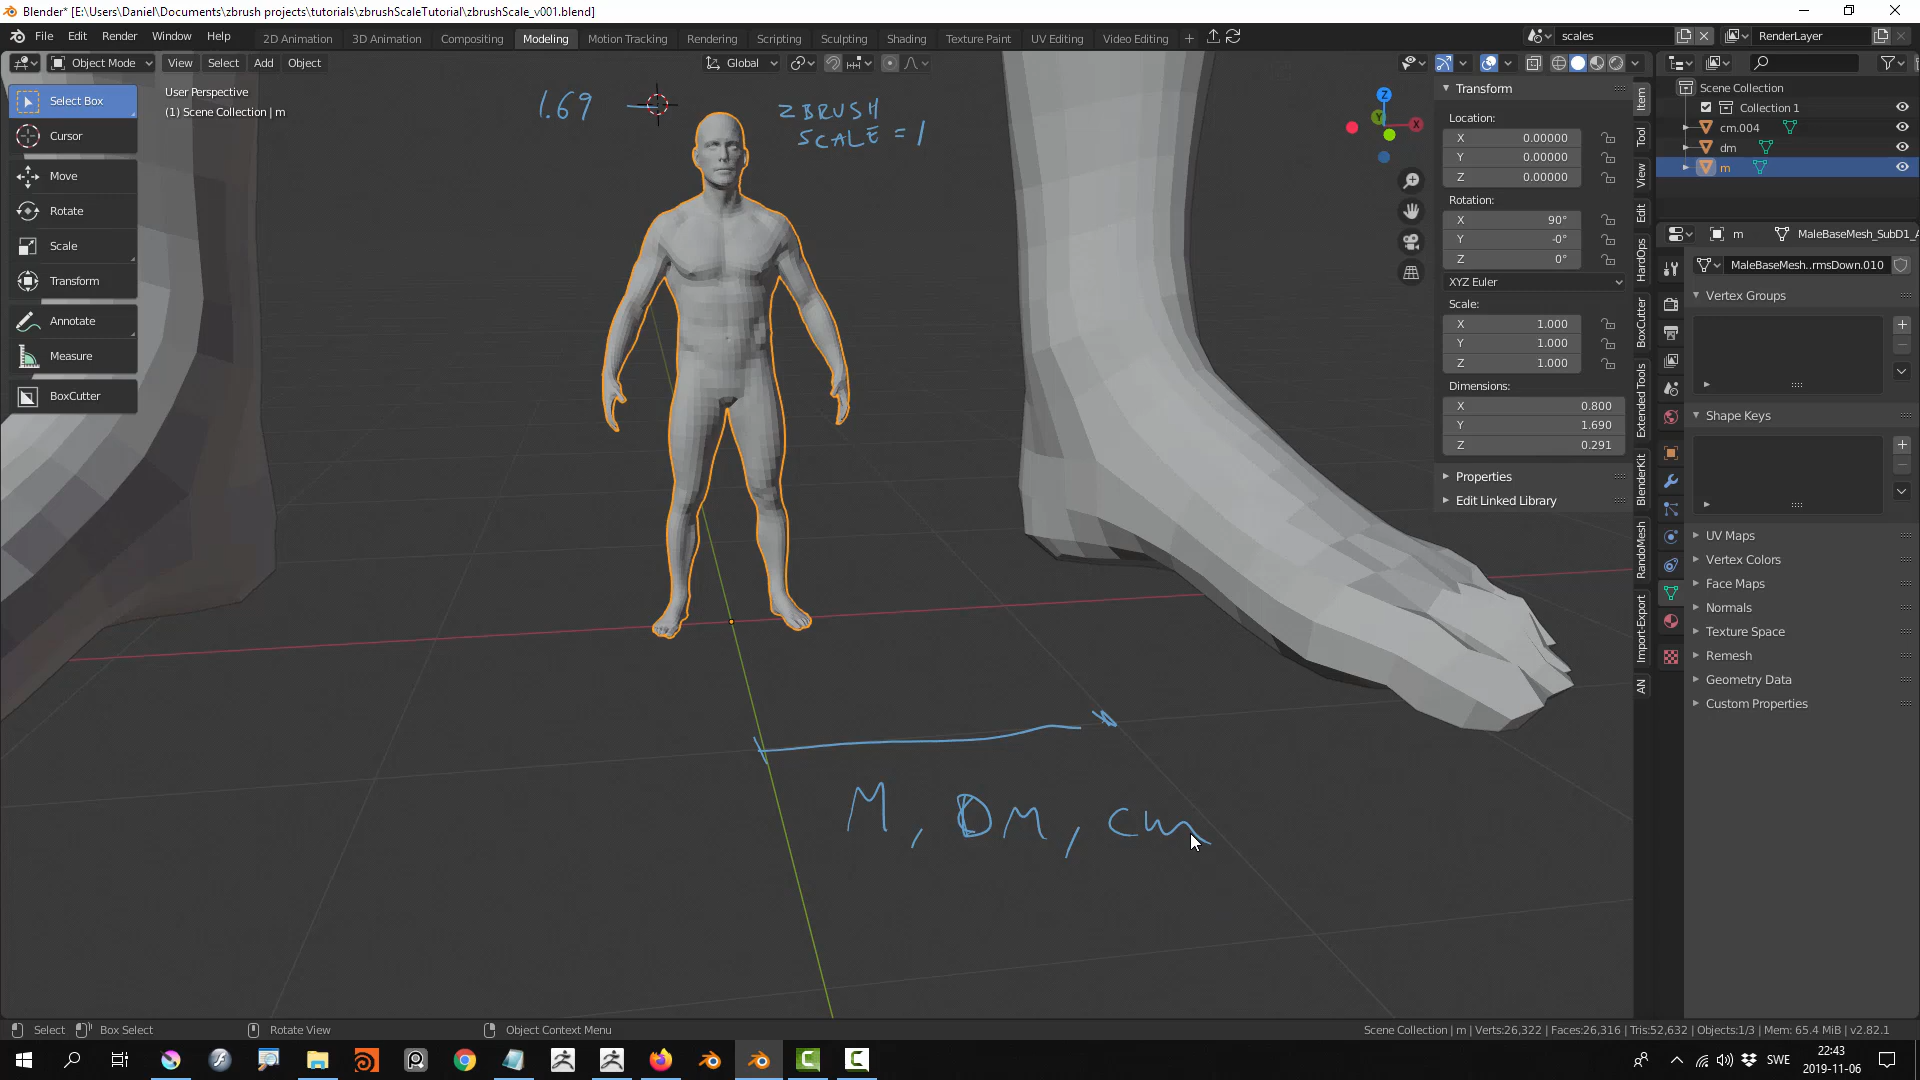 Blender* [E:\Users\Daniel\Documents\zbrush projects\tutorials\zbrushScaleTutorial\zbrushScale_v001.blend]
File Edit Render Window Help 2D Animation 3D Animation Compositing Modeling Motion Tracking Rendering Scripting Sculpting Shading Texture Paint UV Editing Video Editing + scales RenderLayer
Object Mode View Select Add Object Global
Select Box
Cursor
Move
Rotate
Scale
Transform
Annotate
Measure
BoxCutter
User Perspective
(1) Scene Collection | m
1.69
ZBRUSH
SCALE = 1
M, DM, cm
Z
Y
X
Transform
Location:
X 0.00000
Y 0.00000
Z 0.00000
Rotation:
X 90°
Y -0°
Z 0°
XYZ Euler
Scale:
X 1.000
Y 1.000
Z 1.000
Dimensions:
X 0.800
Y 1.690
Z 0.291
Properties
Edit Linked Library
Item
Tool
View
Edit
HardOps
BoxCutter
Extended Tools
BlenderKit
RandoMesh
Import-Export
AN
Scene Collection
Collection 1
cm.004
dm
m
m MaleBaseMesh_SubD1_A
MaleBaseMesh..rmsDown.010
Vertex Groups
Shape Keys
UV Maps
Vertex Colors
Face Maps
Normals
Texture Space
Remesh
Geometry Data
Custom Properties
Select Box Select Rotate View Object Context Menu Scene Collection | m | Verts:26,322 | Faces:26,316 | Tris:52,632 | Objects:1/3 | Mem: 65.4 MiB | v2.82.1
SWE
22:43
2019-11-06